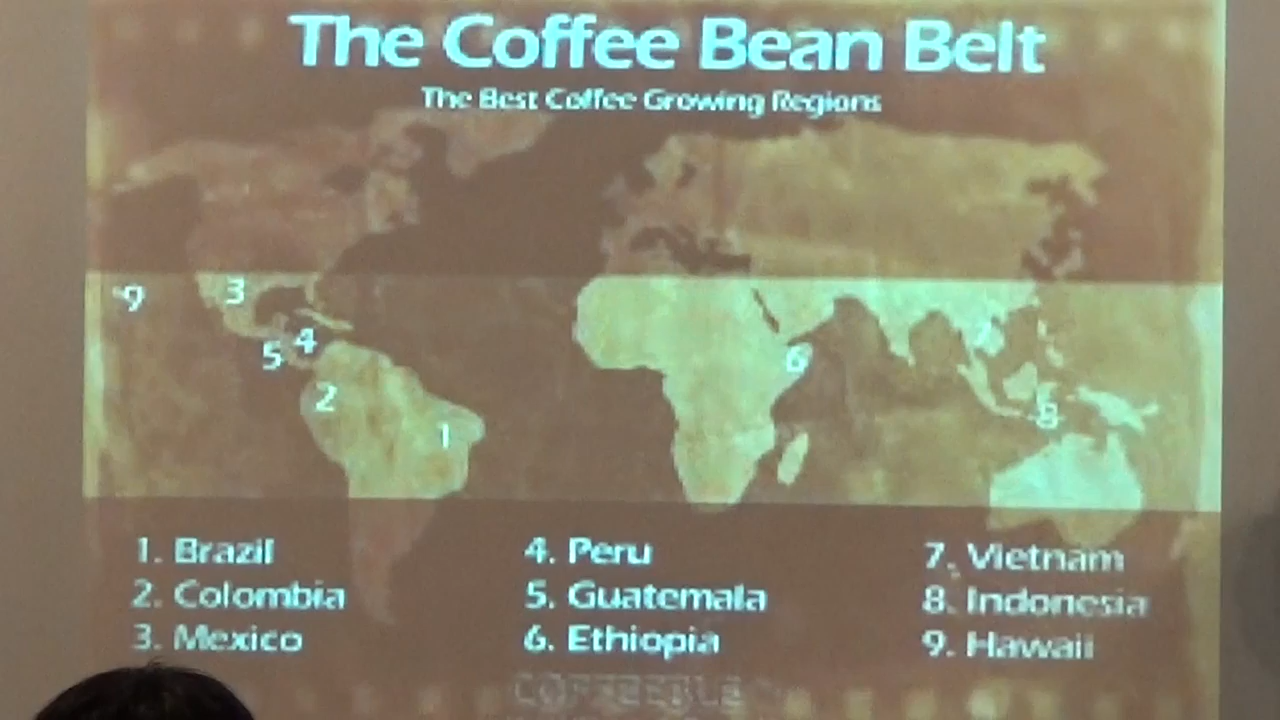 The Coffee Bean Belt
The Best Coffee Growing Regions
9
3
4
5
2
1
6
7
8
1. Brazil
2. Colombia
3. Mexico
4. Peru
5. Guatemala
6. Ethiopia
7. Vietnam
8. Indonesia
9. Hawaii